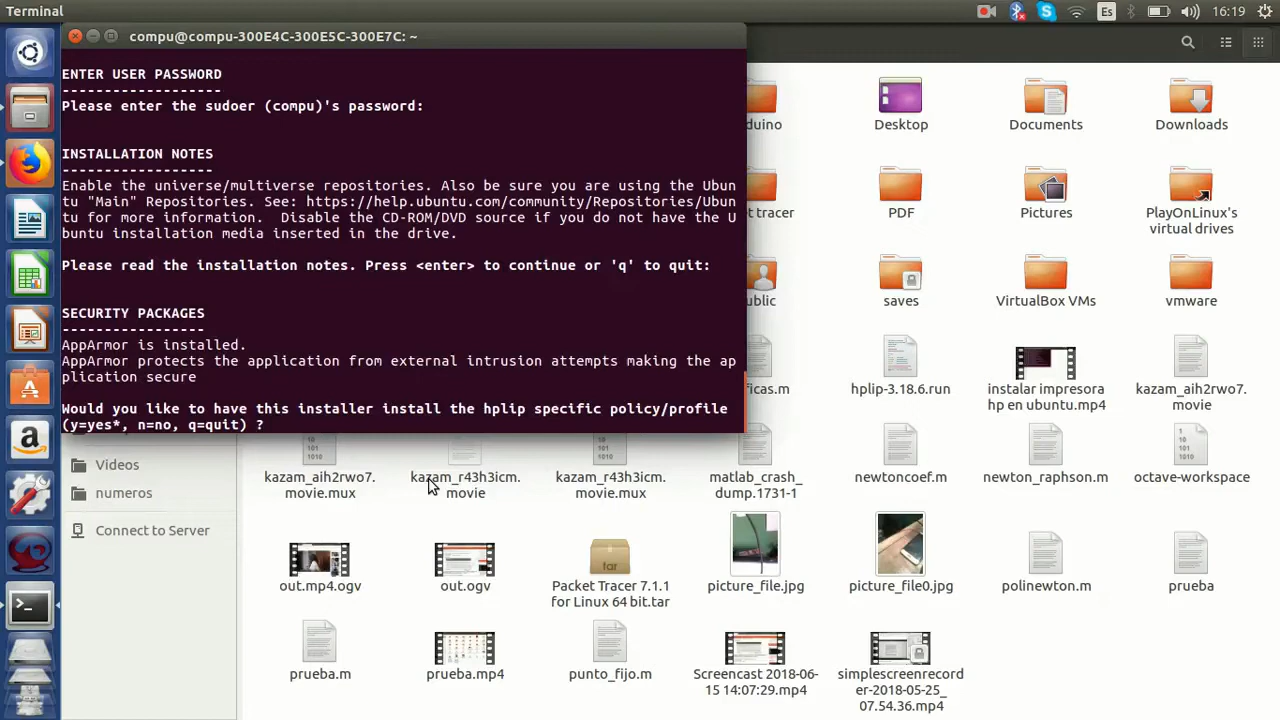 Terminal
Es
16:19
compu@compu-300E4C-300E5C-300E7C: ~
ENTER USER PASSWORD
-------------------
Please enter the sudoer (compu)'s password:
INSTALLATION NOTES
------------------
Enable the universe/multiverse repositories. Also be sure you are using the Ubun
tu "Main" Repositories. See: https://help.ubuntu.com/community/Repositories/Ubun
tu for more information.  Disable the CD-ROM/DVD source if you do not have the U
buntu installation media inserted in the drive.
Please read the installation notes. Press <enter> to continue or 'q' to quit:
SECURITY PACKAGES
-----------------
AppArmor is installed.
AppArmor protects the application from external intrusion attempts making the ap
plication secure
Would you like to have this installer install the hplip specific policy/profile
(y=yes*, n=no, q=quit) ?
Desktop
Documents
Downloads
tracer
PDF
Pictures
PlayOnLinux's
virtual drives
saves
VirtualBox VMs
vmware
hplip-3.18.6.run
instalar impresora
hp en ubuntu.mp4
kazam_aih2rwo7.
movie
Videos
numeros
Connect to Server
kazam_aih2rwo7.
movie.mux
kazam_r43h3icm.
movie
kazam_r43h3icm.
movie.mux
matlab_crash_
dump.1731-1
newtoncoef.m
newton_raphson.m
octave-workspace
out.mp4.ogv
out.ogv
tar
Packet Tracer 7.1.1
for Linux 64 bit.tar
picture_file.jpg
picture_file0.jpg
polinewton.m
prueba
prueba.m
prueba.mp4
punto_fijo.m
Screencast 2018-06-
15 14:07:29.mp4
simplescreenrecord
er-2018-05-25_
07.54.36.mp4